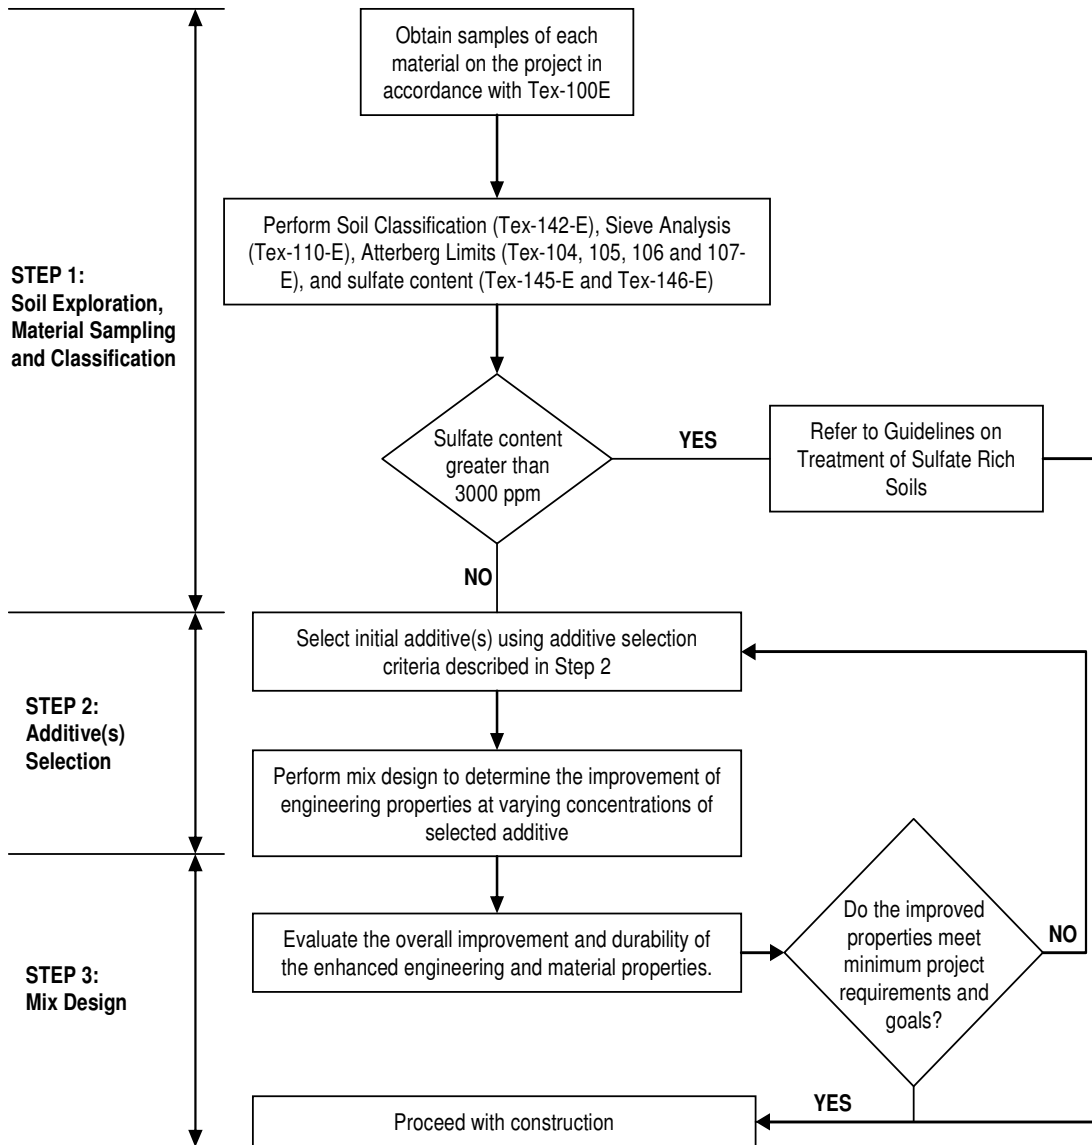 Obtain samples of each
material on the project in
accordance with Tex-100E
Perform Soil Classification (Tex-142-E), Sieve Analysis
(Tex-110-E), Atterberg Limits (Tex-104, 105, 106 and 107-
E), and sulfate content (Tex-145-E and Tex-146-E)
STEP 1:
Soil Exploration,
Material Sampling
and Classification
Sulfate content
greater than
3000 ppm
YES
Refer to Guidelines on
Treatment of Sulfate Rich
Soils
NO
Select initial additive(s) using additive selection
criteria described in Step 2
STEP 2:
Additive(s)
Selection
Perform mix design to determine the improvement of
engineering properties at varying concentrations of
selected additive
Evaluate the overall improvement and durability of
the enhanced engineering and material properties.
Do the improved
properties meet
minimum project
requirements and
goals?
NO
STEP 3:
Mix Design
YES
Proceed with construction